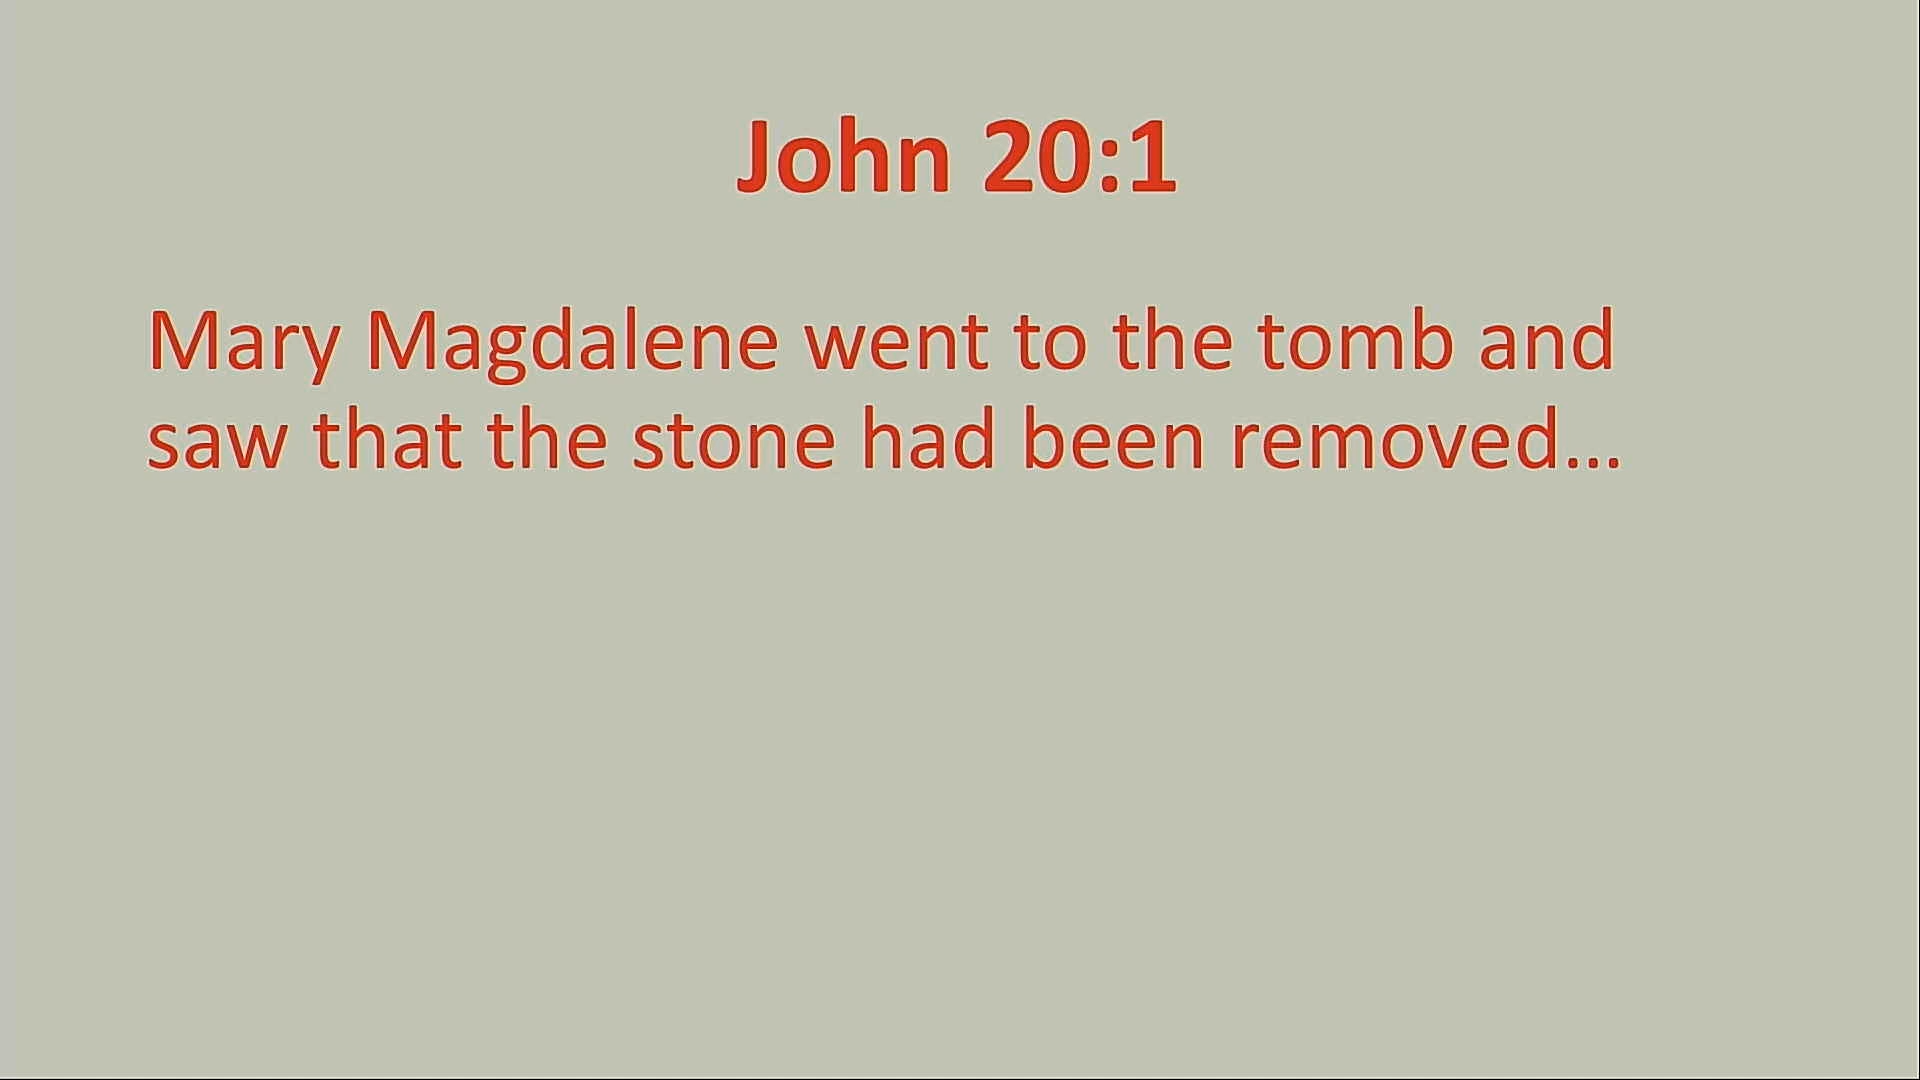 John 20:1
Mary Magdalene went to the tomb and
saw that the stone had been removed...